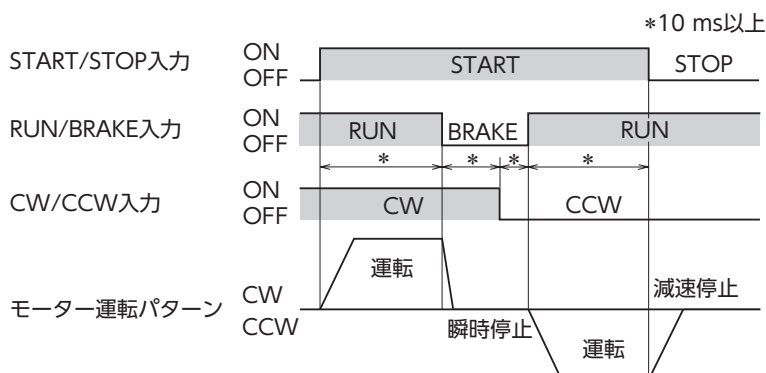 *10 ms以上
START/STOP入力 ON OFF START STOP
RUN/BRAKE入力 ON OFF RUN BRAKE RUN
* * * *
CW/CCW入力 ON OFF CW CCW
運転
減速停止
モーター運転パターン CW CCW
瞬時停止
運転